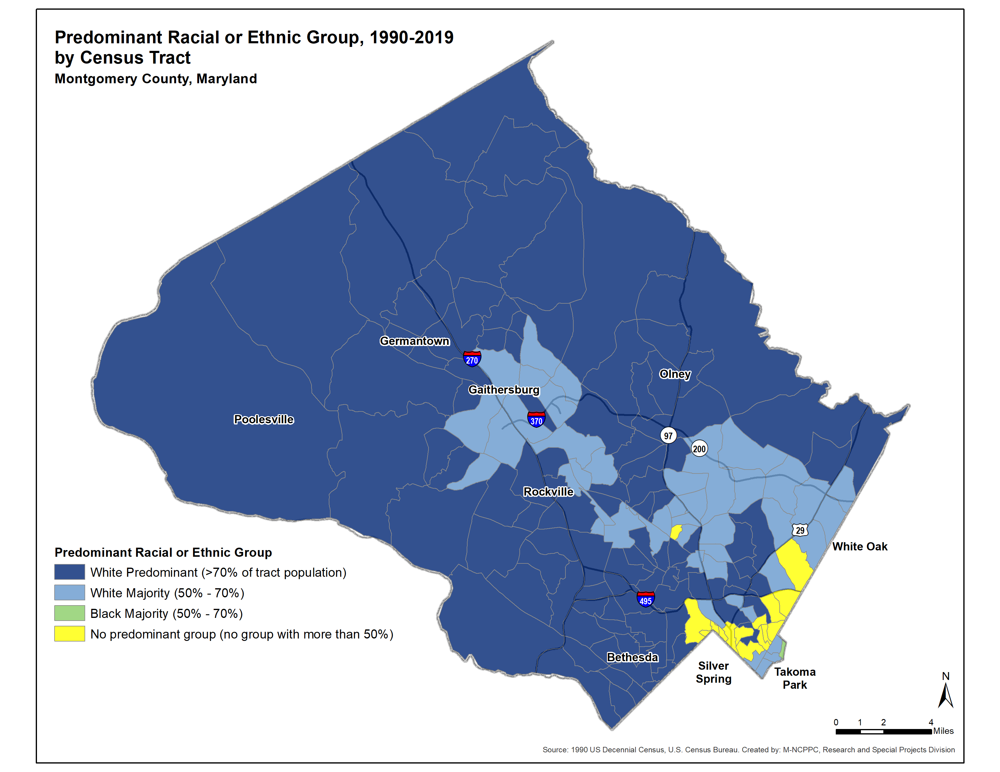 Predominant Racial or Ethnic Group, 1990-2019
by Census Tract
Montgomery County, Maryland
Germantown
270
Gaithersburg
Olney
Poolesville
370
97
200
Rockville
29
White Oak
495
Bethesda
Silver
Spring
Takoma
Park
Predominant Racial or Ethnic Group
White Predominant (>70% of tract population)
White Majority (50% - 70%)
Black Majority (50% - 70%)
No predominant group (no group with more than 50%)
N
0 1 2 4
Miles
Source: 1990 US Decennial Census, U.S. Census Bureau. Created by: M-NCPPC, Research and Special Projects Division